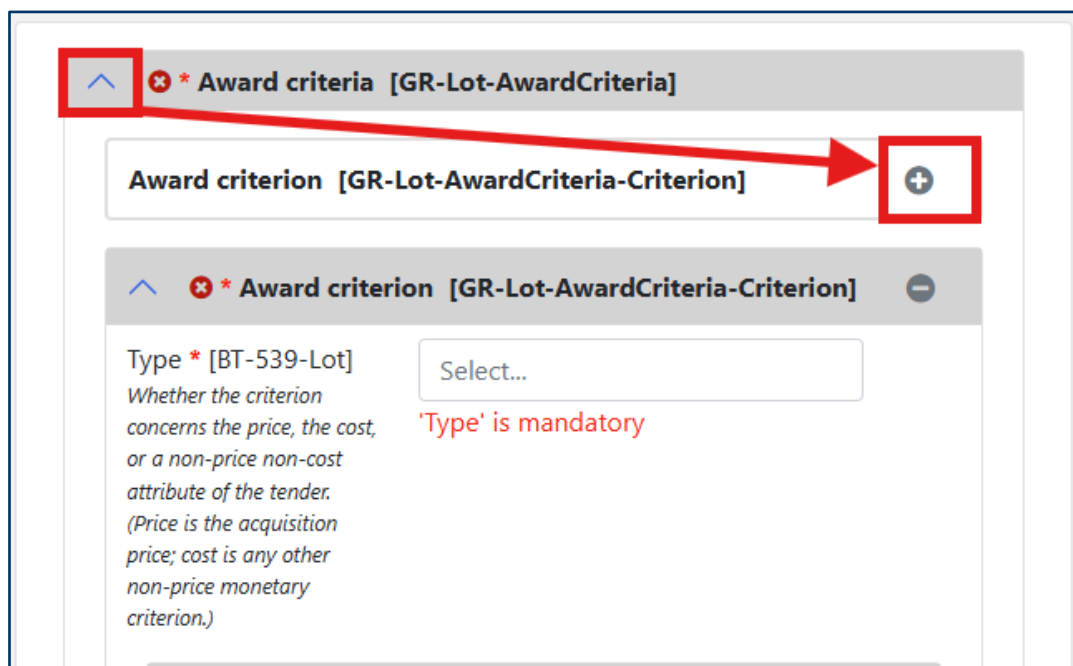 * Award criteria [GR-Lot-AwardCriteria]
Award criterion [GR-Lot-AwardCriteria-Criterion]
* Award criterion [GR-Lot-AwardCriteria-Criterion]
Type * [BT-539-Lot]
Select...
Whether the criterion
concerns the price, the cost,
or a non-price non-cost
attribute of the tender.
(Price is the acquisition
price; cost is any other
non-price monetary
criterion.)
'Type' is mandatory